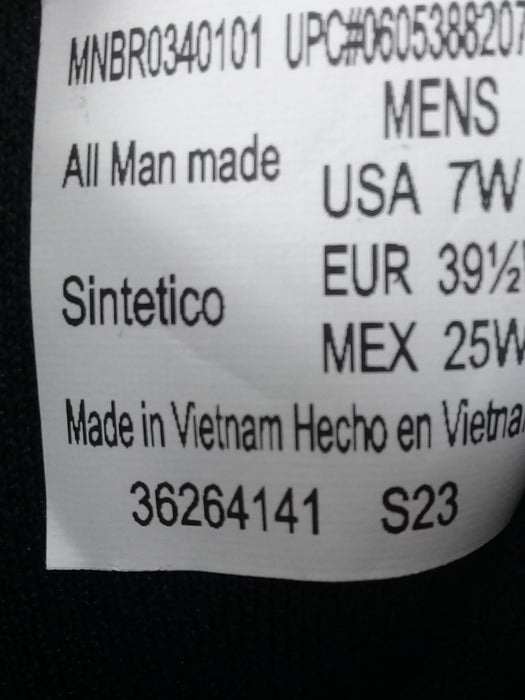 MNBR0340101 UPC#0605388207
MENS
All Man made
USA 7W
EUR 39½
Sintetico
MEX 25W
Made in Vietnam Hecho en Vietna
36264141 S23